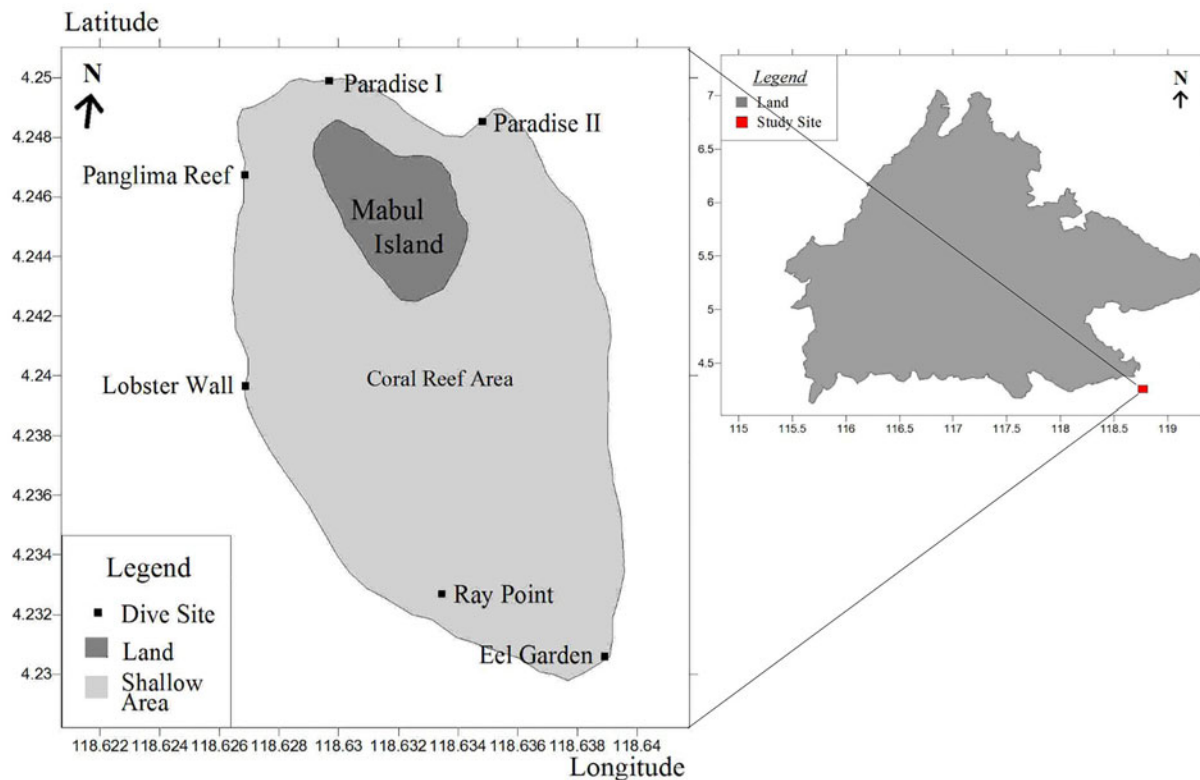 Latitude
N
4.25
4.248
4.246
4.244
4.242
4.24
4.238
4.236
4.234
4.232
4.23
Paradise I
Paradise II
Panglima Reef
Mabul
Island
Lobster Wall
Coral Reef Area
Ray Point
Eel Garden
Legend
Dive Site
Land
Shallow
Area
118.622 118.624 118.626 118.628 118.63 118.632 118.634 118.636 118.638 118.64
Longitude
Legend
Land
Study Site
N
7
6.5
6
5.5
5
4.5
115 115.5 116 116.5 117 117.5 118 118.5 119